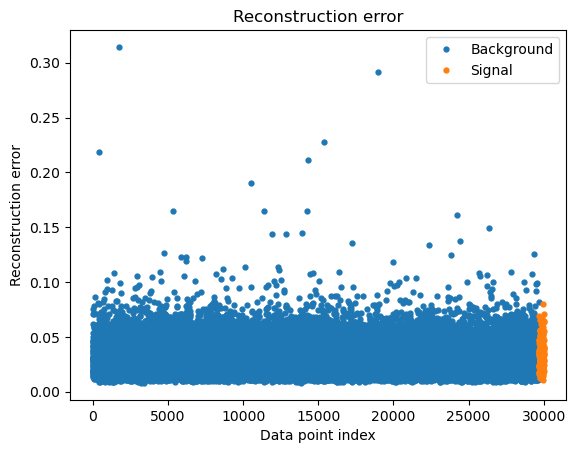 Reconstruction error
Background
Signal
Reconstruction error
0.30
0.25
0.20
0.15
0.10
0.05
0.00
0
5000
10000
15000
20000
25000
30000
Data point index